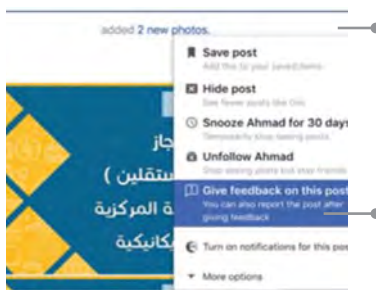 added 2 new photos.
Save post
Add this to your saved items
Hide post
See fewer posts like this
Snooze Ahmad for 30 days
Temporarily stop seeing posts
Unfollow Ahmad
Stop seeing posts but stay friends
Give feedback on this post
You can also report the post after
giving feedback
Turn on notifications for this post
More options
جاز
ستقلين )
ة المركزية
يكانيكية